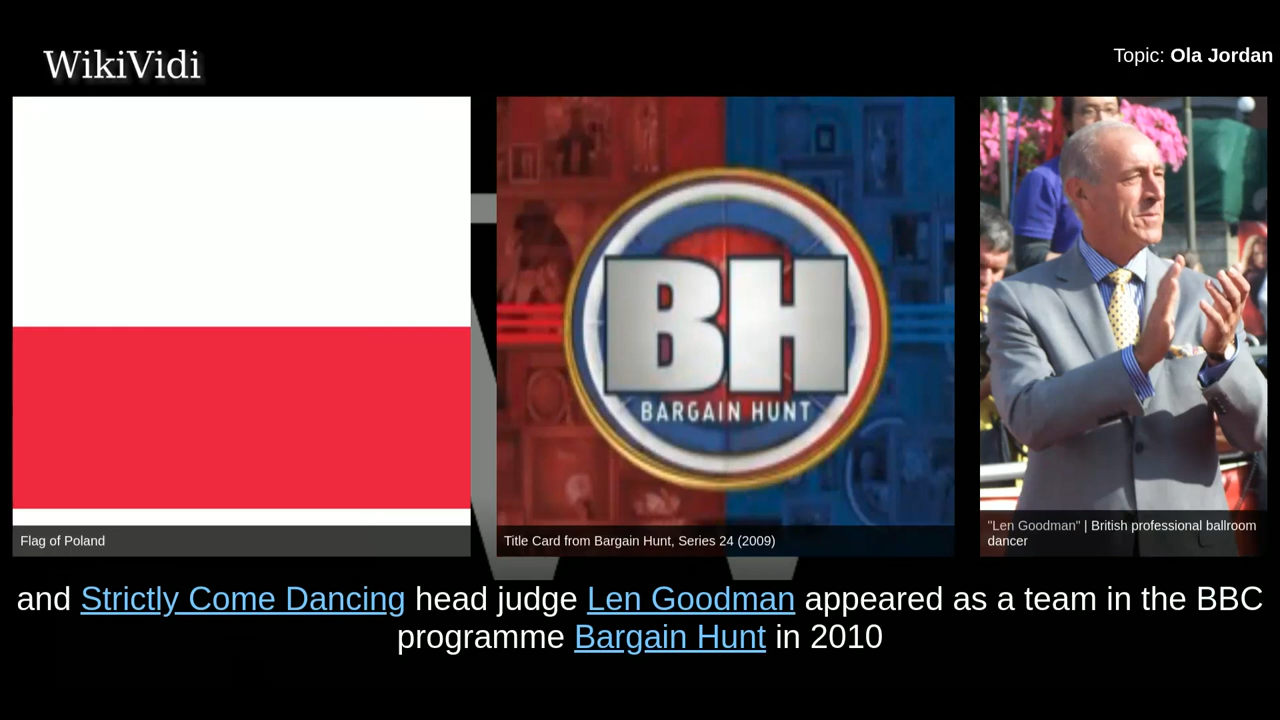 WikiVidi
Topic: Ola Jordan
BH
BARGAIN HUNT
Flag of Poland
Title Card from Bargain Hunt, Series 24 (2009)
"Len Goodman" | British professional ballroom
dancer
and Strictly Come Dancing head judge Len Goodman appeared as a team in the BBC
programme Bargain Hunt in 2010